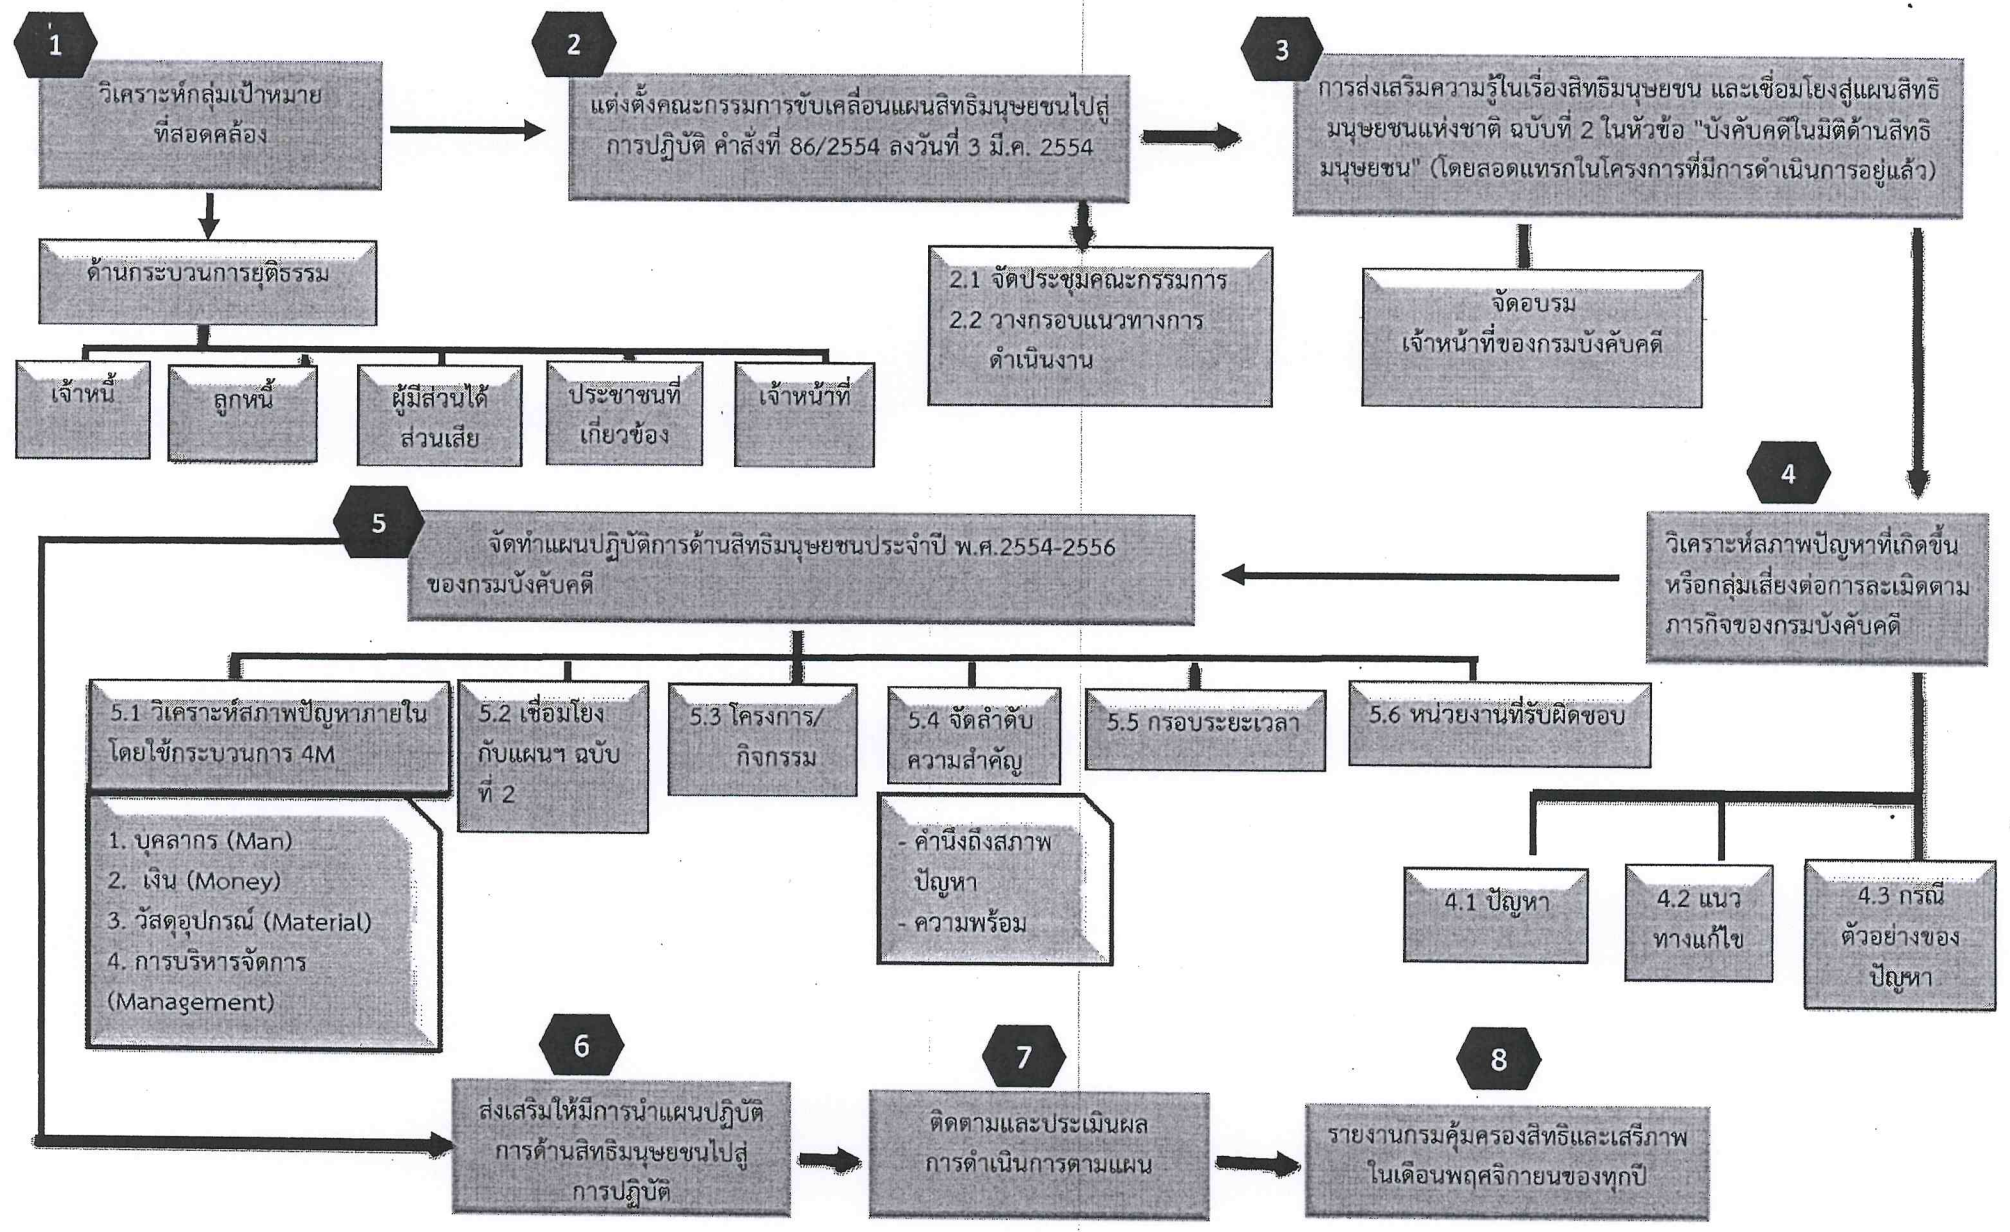 1
วิเคราะห์กลุ่มเป้าหมาย
ที่สอดคล้อง
ด้านกระบวนการยุติธรรม
เจ้าหนี้
ลูกหนี้
ผู้มีส่วนได้
ส่วนเสีย
ประชาชนที่
เกี่ยวข้อง
เจ้าหน้าที่
2
แต่งตั้งคณะกรรมการขับเคลื่อนแผนสิทธิมนุษยชนไปสู่
การปฏิบัติ คำสั่งที่ 86/2554 ลงวันที่ 3 มี.ค. 2554
2.1 จัดประชุมคณะกรรมการ
2.2 วางกรอบแนวทางการ
ดำเนินงาน
3
การส่งเสริมความรู้ในเรื่องสิทธิมนุษยชน และเชื่อมโยงสู่แผนสิทธิ
มนุษยชนแห่งชาติ ฉบับที่ 2 ในหัวข้อ "บังคับคดีในมิติด้านสิทธิ
มนุษยชน" (โดยสอดแทรกในโครงการที่มีการดำเนินการอยู่แล้ว)
จัดอบรม
เจ้าหน้าที่ของกรมบังคับคดี
4
วิเคราะห์สภาพปัญหาที่เกิดขึ้น
หรือกลุ่มเสี่ยงต่อการละเมิดตาม
ภารกิจของกรมบังคับคดี
4.1 ปัญหา
4.2 แนว
ทางแก้ไข
4.3 กรณี
ตัวอย่างของ
ปัญหา
5
จัดทำแผนปฏิบัติการด้านสิทธิมนุษยชนประจำปี พ.ศ.2554-2556
ของกรมบังคับคดี
5.1 วิเคราะห์สภาพปัญหาภายใน
โดยใช้กระบวนการ 4M
1. บุคลากร (Man)
2. เงิน (Money)
3. วัสดุอุปกรณ์ (Material)
4. การบริหารจัดการ
(Management)
5.2 เชื่อมโยง
กับแผนฯ ฉบับ
ที่ 2
5.3 โครงการ/
กิจกรรม
5.4 จัดลำดับ
ความสำคัญ
- คำนึงถึงสภาพ
ปัญหา
- ความพร้อม
5.5 กรอบระยะเวลา
5.6 หน่วยงานที่รับผิดชอบ
6
ส่งเสริมให้มีการนำแผนปฏิบัติ
การด้านสิทธิมนุษยชนไปสู่
การปฏิบัติ
7
ติดตามและประเมินผล
การดำเนินการตามแผน
8
รายงานกรมคุ้มครองสิทธิและเสรีภาพ
ในเดือนพฤศจิกายนของทุกปี